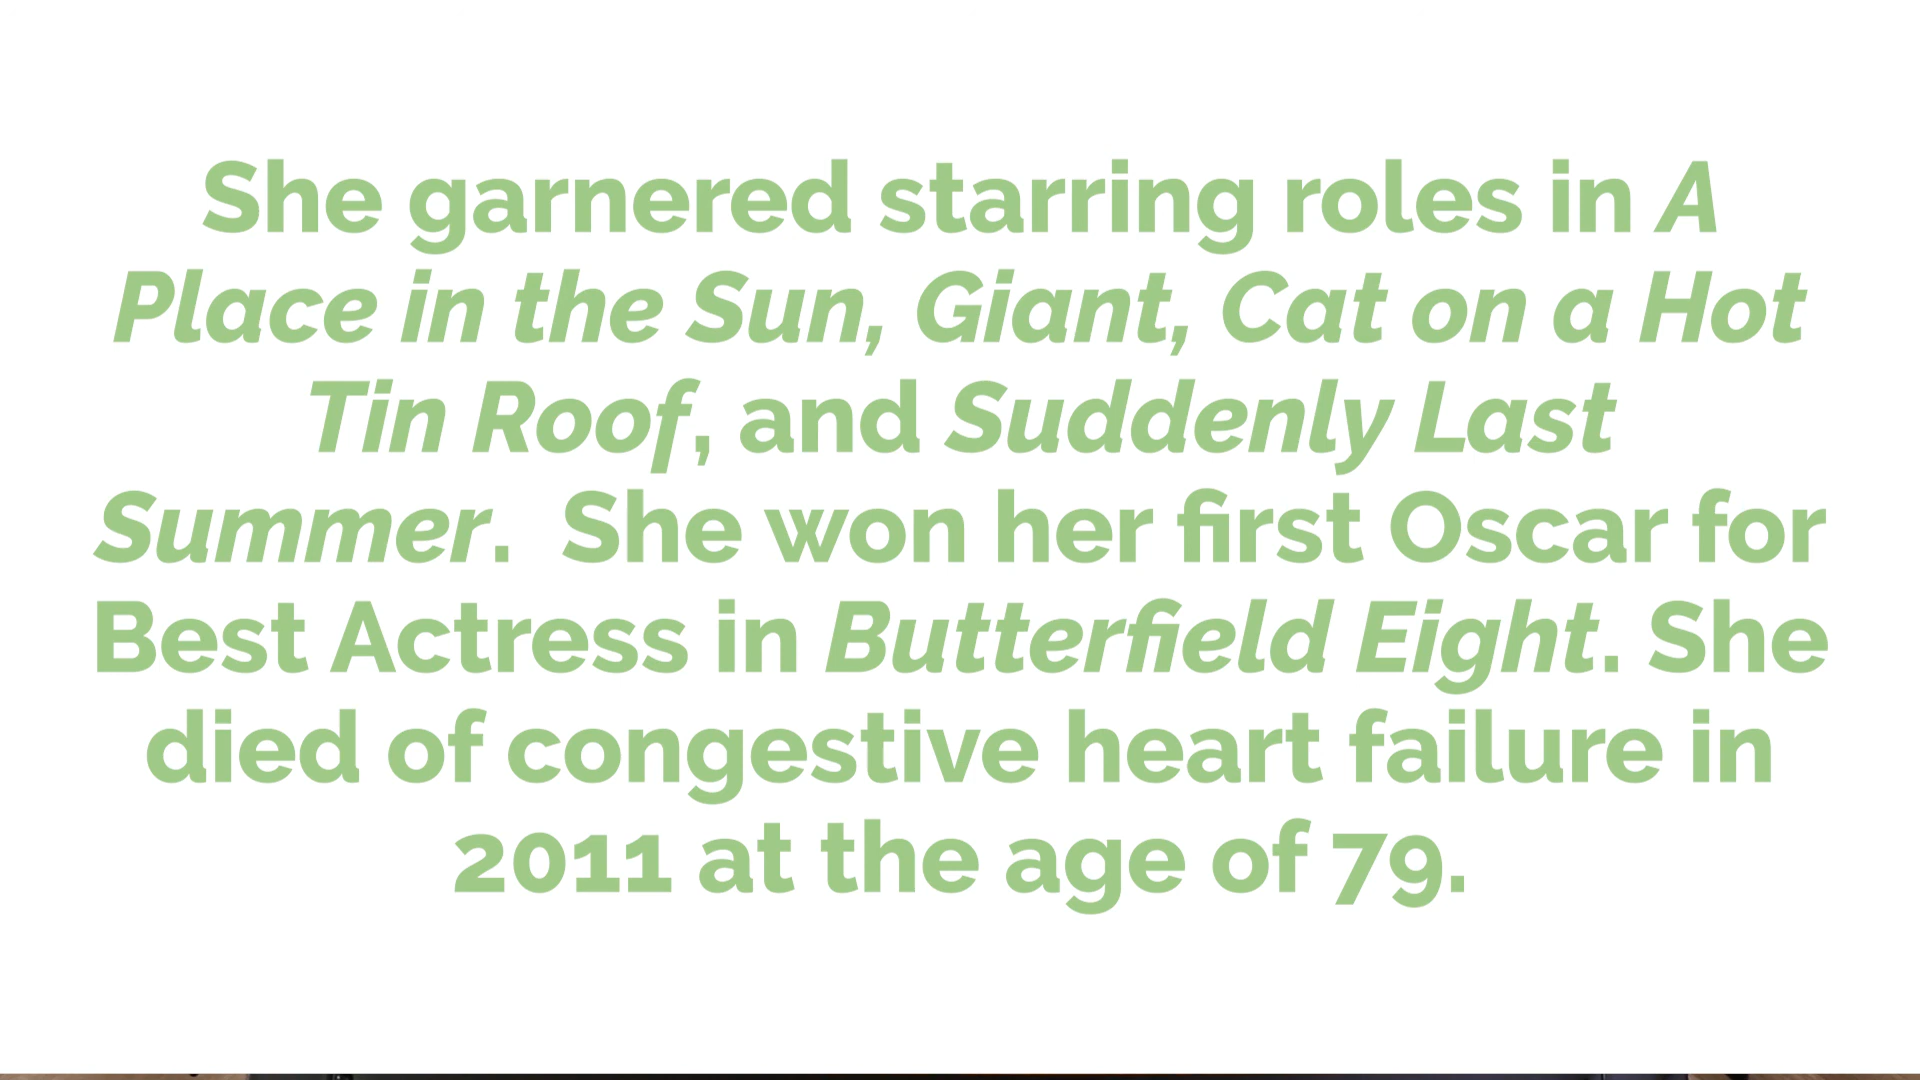 She garnered starring roles in A
Place in the Sun, Giant, Cat on a Hot
Tin Roof, and Suddenly Last
Summer.  She won her first Oscar for
Best Actress in Butterfield Eight. She
died of congestive heart failure in
2011 at the age of 79.